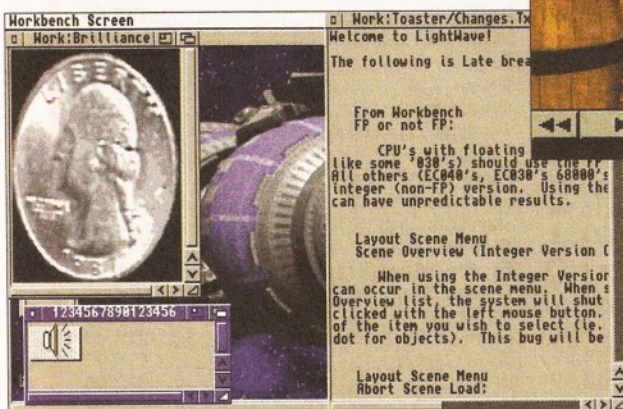 Workbench Screen
Work:Brilliance
LIBERTY
1234567890123456
Work:Toaster/Changes.Tx
Welcome to LightWave!
The following is Late brea
From Workbench
FP or not FP:
CPU's with floating
like some '030's) should use the FP
All others (EC040's, EC030's 68000's
integer (non-FP) version. Using the
can have unpredictable results.
Layout Scene Menu
Scene Overview (Integer Version
When using the Integer Version
can occur in the scene menu. When s
Overview list, the system will shut
clicked with the left mouse button.
of the item you wish to select (ie.
dot for objects). This bug will be
Layout Scene Menu
Abort Scene Load: